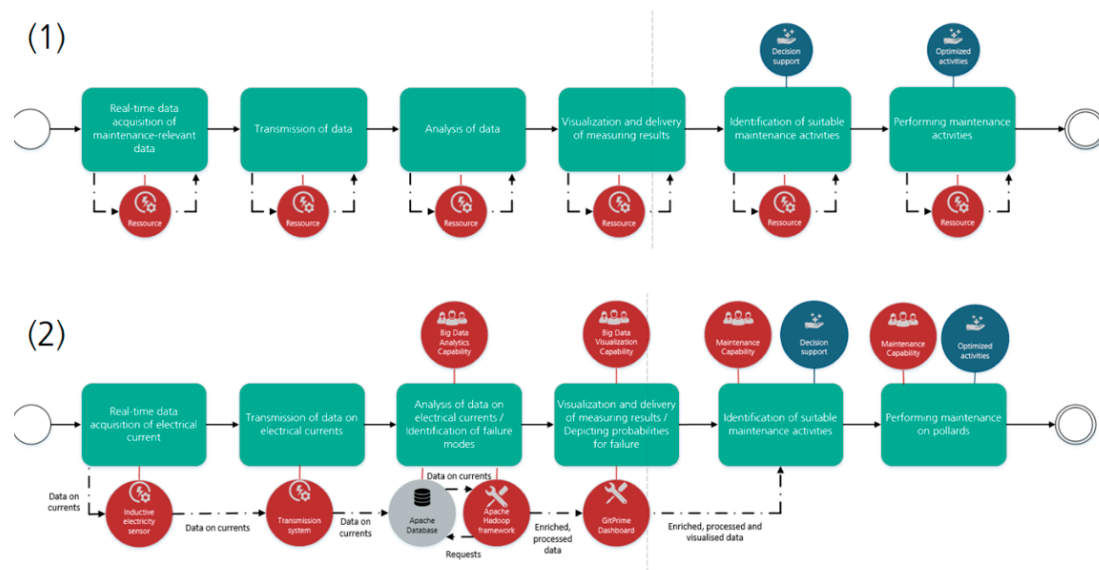 (1)
Decision
support
Optimized
activities
Real-time data
acquisition of
maintenance-relevant
data
Transmission of data
Analysis of data
Visualization and delivery
of measuring results
Identification of suitable
maintenance activities
Performing maintenance
activities
Ressource
Ressource
Ressource
Ressource
Ressource
Ressource
(2)
Big Data
Analytics
Capability
Big Data
Visualization
Capability
Maintenance
Capability
Decision
support
Maintenance
Capability
Optimized
activities
Real-time data
acquisition of electrical
current
Transmission of data on
electrical currents
Analysis of data on
electrical currents /
Identification of failure
modes
Visualization and delivery
of measuring results /
Depicting probabilities
for failure
Identification of suitable
maintenance activities
Performing maintenance
on pollards
Data on
currents
Inductive
electricity
sensor
Data on currents
Transmission
system
Data on
currents
Apache
Database
Data on currents
Requests
Apache
Hadoop
framework
Enriched,
processed
data
GitPrime
Dashboard
Enriched, processed and
visualised data